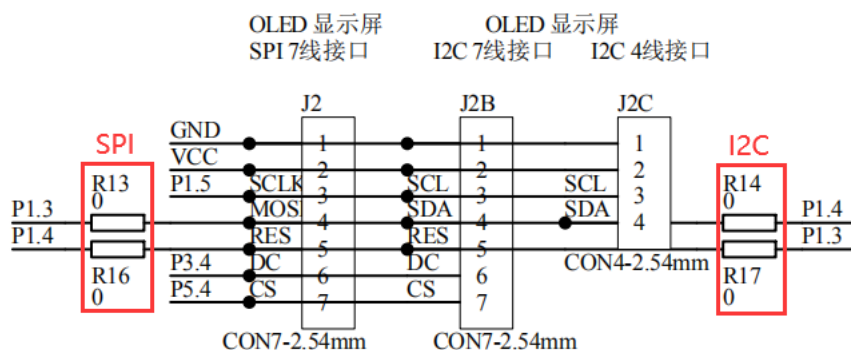 OLED 显示屏 OLED 显示屏
SPI 7线接口 I2C 7线接口 I2C 4线接口
J2 J2B J2C
GND 1 1 1
SPI I2C
VCC 2 2 2
R13 P1.5 SCLK 3 SCL 3 SCL 3 R14
0 0
P1.3 MOSI 4 SDA 4 SDA 4 P1.4
P1.4 RES 5 RES 5 P1.3
R16 P3.4 DC 6 DC 6 CON4-2.54mm R17
0 P5.4 CS 7 CS 7 0
CON7-2.54mm CON7-2.54mm